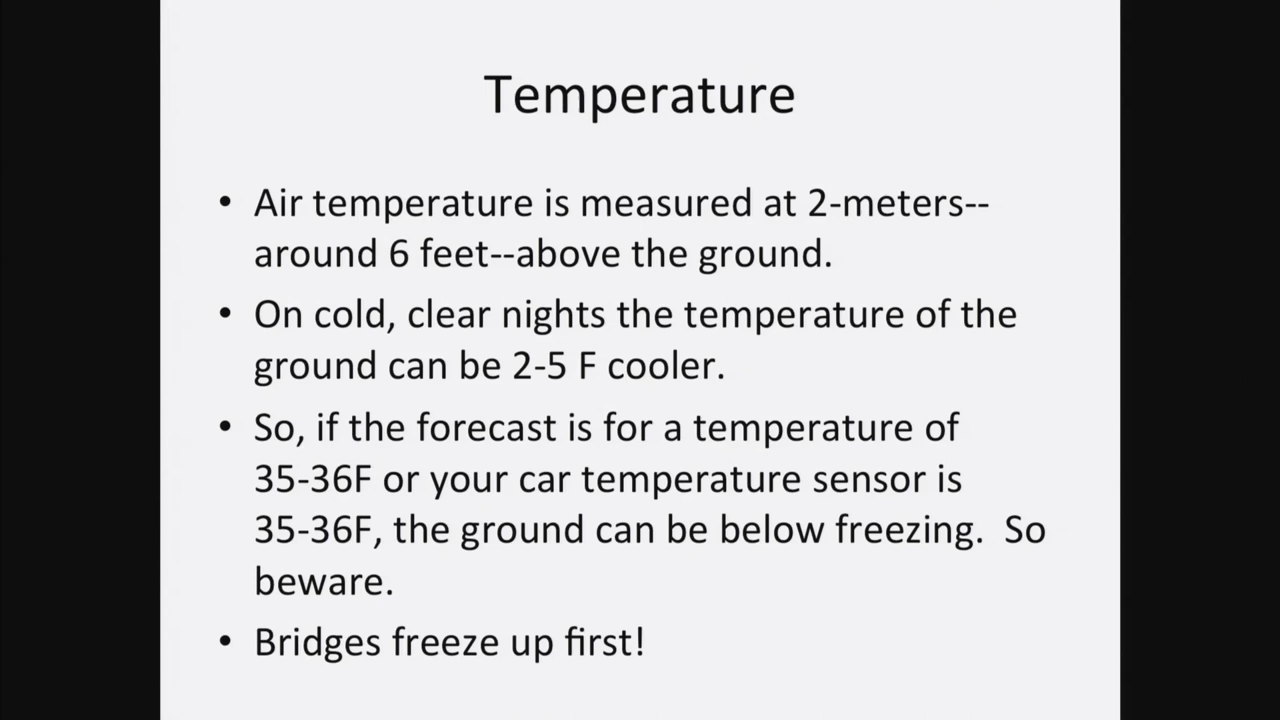 Temperature
• Air temperature is measured at 2-meters--
around 6 feet--above the ground.
• On cold, clear nights the temperature of the
ground can be 2-5 F cooler.
• So, if the forecast is for a temperature of
35-36F or your car temperature sensor is
35-36F, the ground can be below freezing.  So
beware.
• Bridges freeze up first!